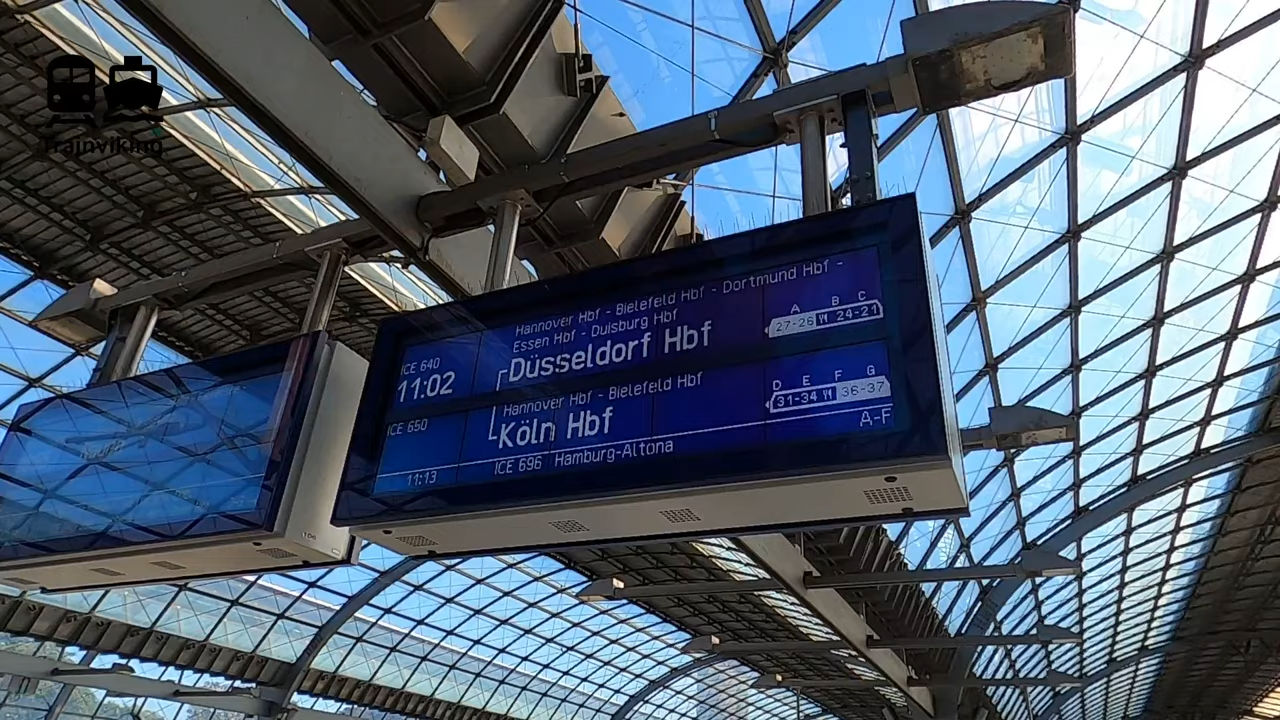 Trainviking
Hannover Hbf - Bielefeld Hbf - Dortmund Hbf -
Essen Hbf - Duisburg Hbf
ICE 640
11:02
Düsseldorf Hbf
A B C
27-26 24-21
ICE 650
Hannover Hbf - Bielefeld Hbf
Köln Hbf
D E F G
31-34 36-37
A-F
11:13
ICE 696 Hamburg-Altona